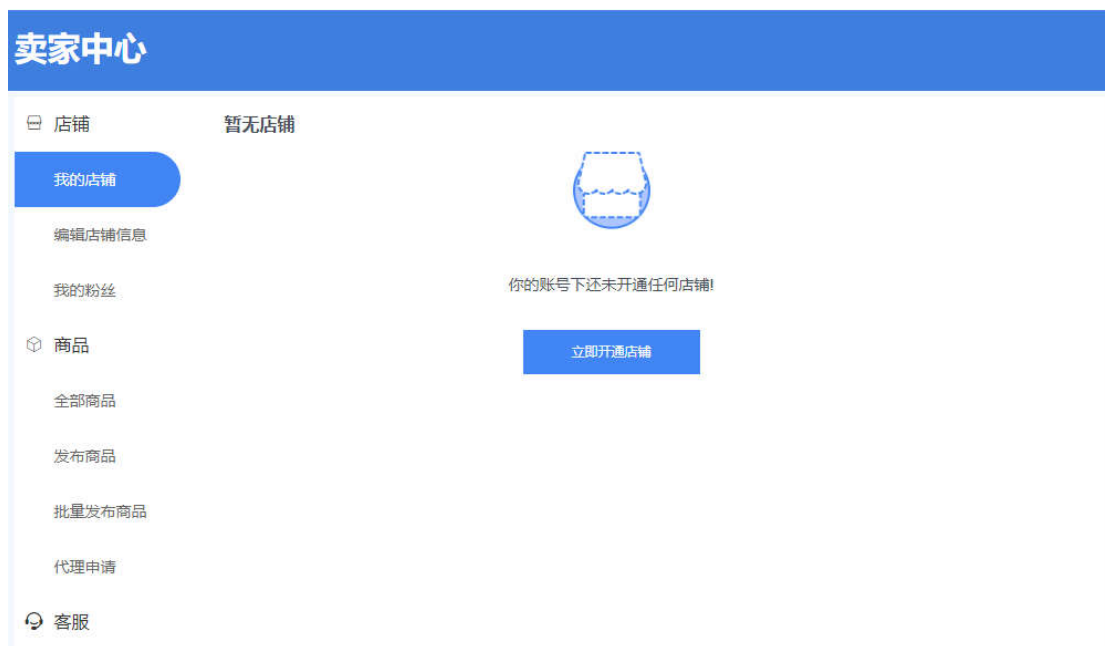 卖家中心
店铺
我的店铺
编辑店铺信息
我的粉丝
商品
全部商品
发布商品
批量发布商品
代理申请
客服
暂无店铺
你的账号下还未开通任何店铺!
立即开通店铺